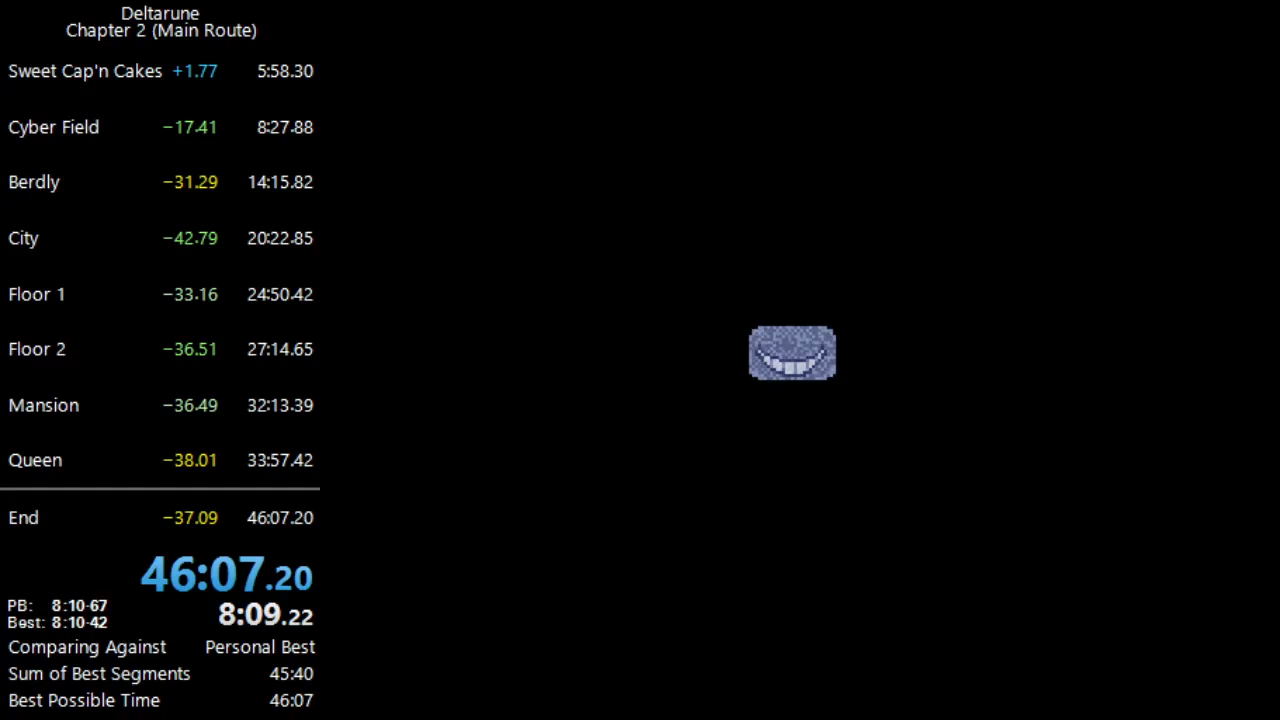 Deltarune
Chapter 2 (Main Route)
Sweet Cap'n Cakes +1.77 5:58.30
Cyber Field −17.41 8:27.88
Berdly −31.29 14:15.82
City −42.79 20:22.85
Floor 1 −33.16 24:50.42
Floor 2 −36.51 27:14.65
Mansion −36.49 32:13.39
Queen −38.01 33:57.42
End −37.09 46:07.20
46:07.20
PB: 8:10.67
Best: 8:10.42
8:09.22
Comparing Against Personal Best
Sum of Best Segments 45:40
Best Possible Time 46:07